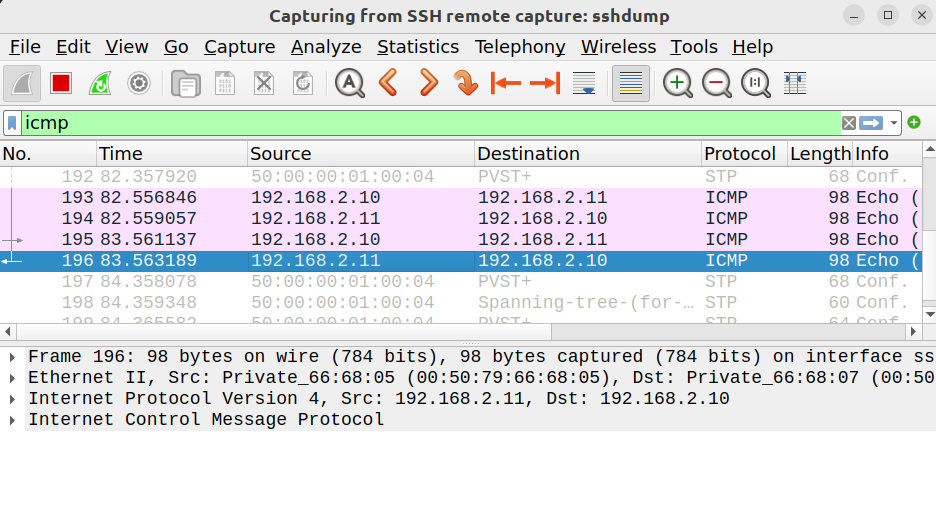 Capturing from SSH remote capture: sshdump
File Edit View Go Capture Analyze Statistics Telephony Wireless Tools Help
icmp
No. Time Source Destination Protocol Length Info
192 82.357920 50:00:00:01:00:04 PVST+ STP 68 Conf.
193 82.556846 192.168.2.10 192.168.2.11 ICMP 98 Echo (
194 82.559057 192.168.2.11 192.168.2.10 ICMP 98 Echo (
195 83.561137 192.168.2.10 192.168.2.11 ICMP 98 Echo (
196 83.563189 192.168.2.11 192.168.2.10 ICMP 98 Echo (
197 84.358078 50:00:00:01:00:04 PVST+ STP 68 Conf.
198 84.359348 50:00:00:01:00:04 Spanning-tree-(for-… STP 60 Conf.
199 84.365582 50:00:00:01:00:04 PVST+ STP 64 Conf.
Frame 196: 98 bytes on wire (784 bits), 98 bytes captured (784 bits) on interface ss
Ethernet II, Src: Private_66:68:05 (00:50:79:66:68:05), Dst: Private_66:68:07 (00:50
Internet Protocol Version 4, Src: 192.168.2.11, Dst: 192.168.2.10
Internet Control Message Protocol